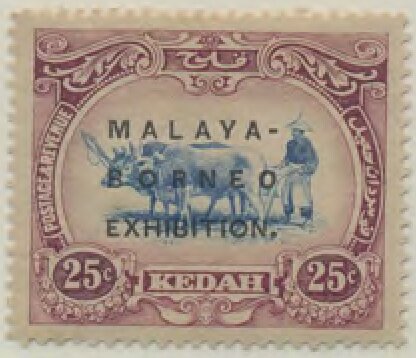 MALAYA-
BORNEO
EXHIBITION.
POSTAGE & REVENUE
25c
KEDAH
25c